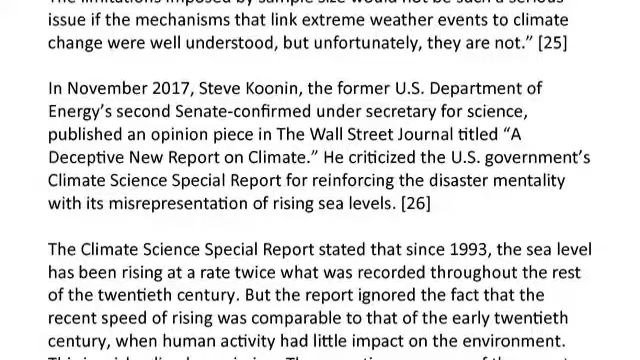 The limitations imposed by sample size would not be such a serious
issue if the mechanisms that link extreme weather events to climate
change were well understood, but unfortunately, they are not.” [25]
In November 2017, Steve Koonin, the former U.S. Department of
Energy’s second Senate-confirmed under secretary for science,
published an opinion piece in The Wall Street Journal titled “A
Deceptive New Report on Climate.” He criticized the U.S. government’s
Climate Science Special Report for reinforcing the disaster mentality
with its misrepresentation of rising sea levels. [26]
The Climate Science Special Report stated that since 1993, the sea level
has been rising at a rate twice what was recorded throughout the rest
of the twentieth century. But the report ignored the fact that the
recent speed of rising was comparable to that of the early twentieth
century, when human activity had little impact on the environment.